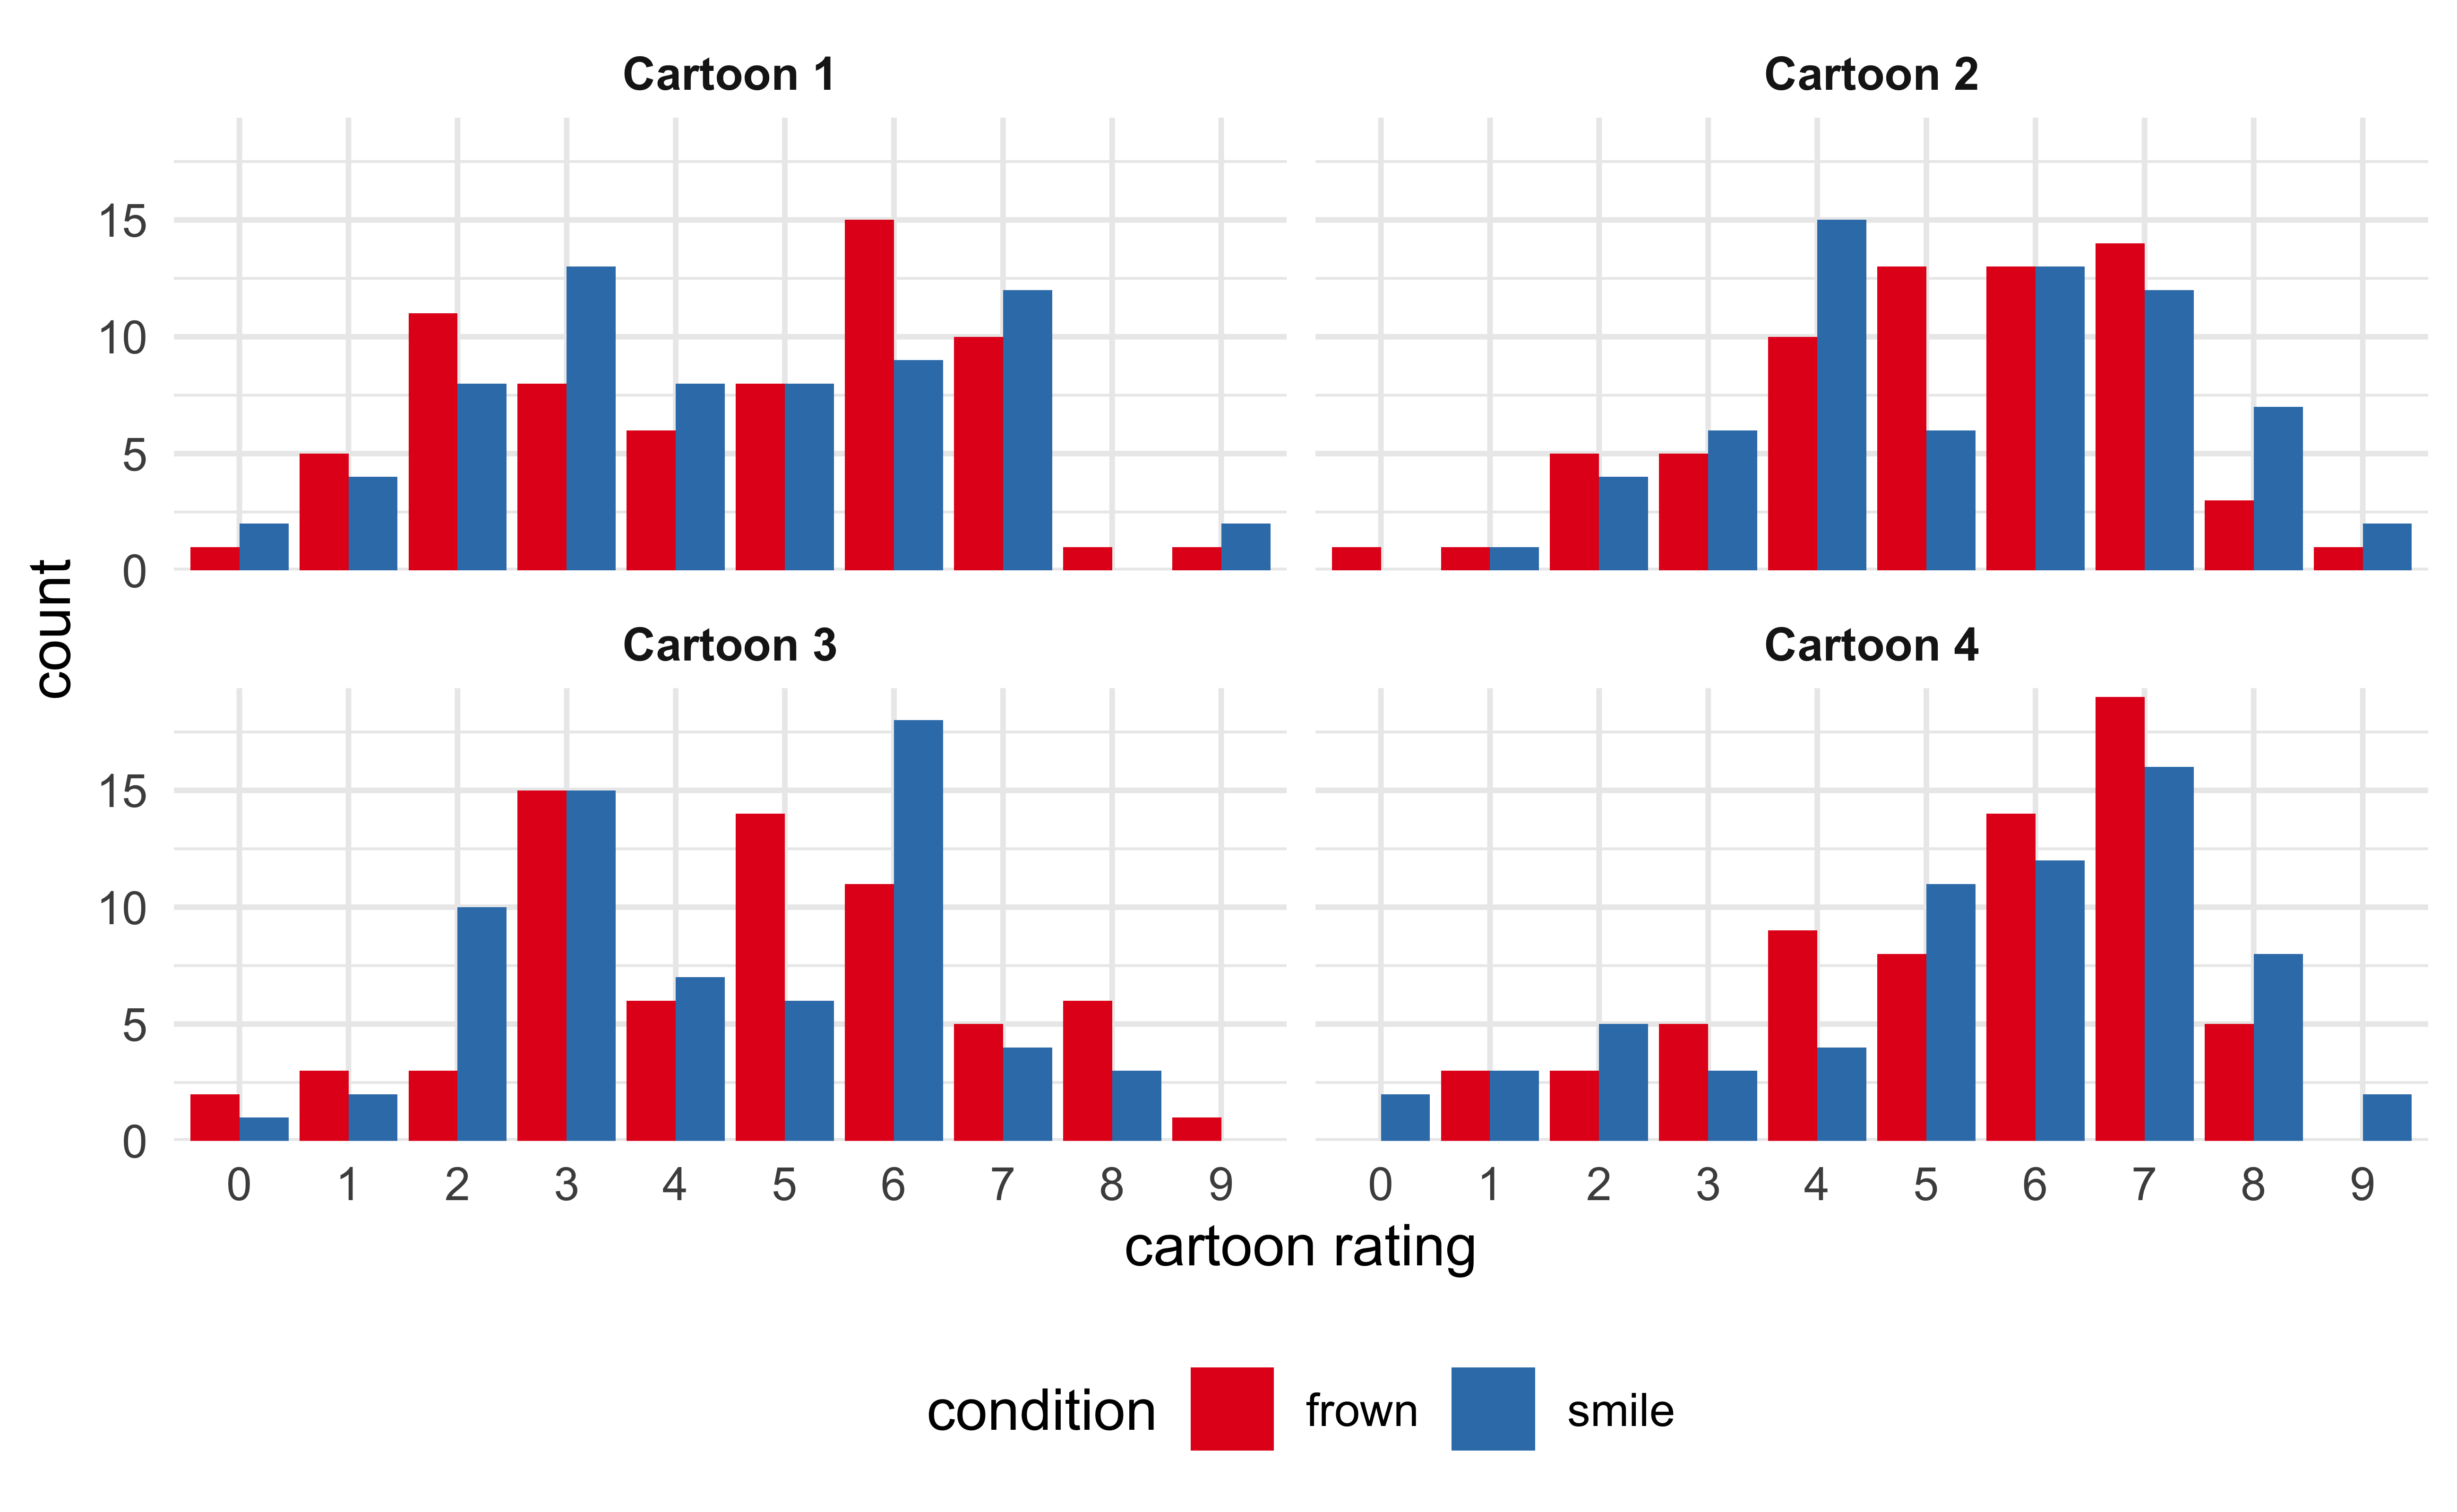 Cartoon 1
Cartoon 2
15
10
5
0
count
Cartoon 3
Cartoon 4
15
10
5
0
0 1 2 3 4 5 6 7 8 9
0 1 2 3 4 5 6 7 8 9
cartoon rating
condition frown smile